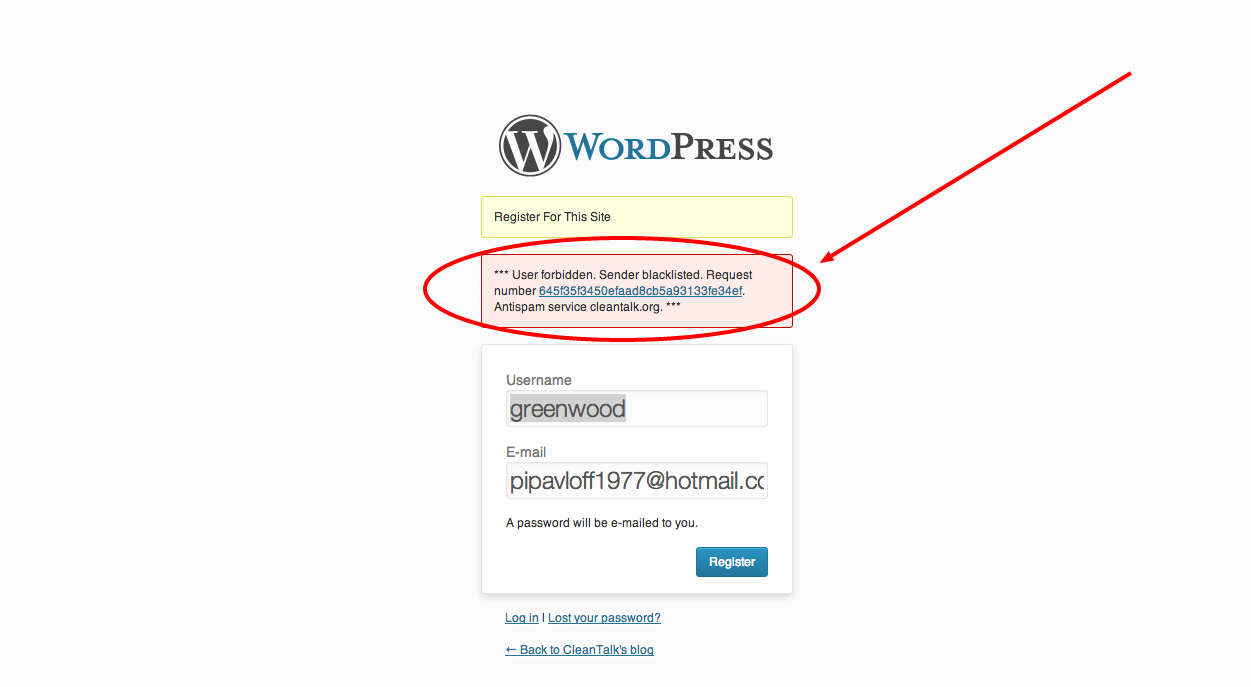 WORDPRESS
Register For This Site
*** User forbidden. Sender blacklisted. Request
number 645f35f3450efaad8cb5a93133fe34ef.
Antispam service cleantalk.org. ***
Username
greenwood
E-mail
pipavloff1977@hotmail.co
A password will be e-mailed to you.
Register
Log in | Lost your password?
← Back to CleanTalk's blog